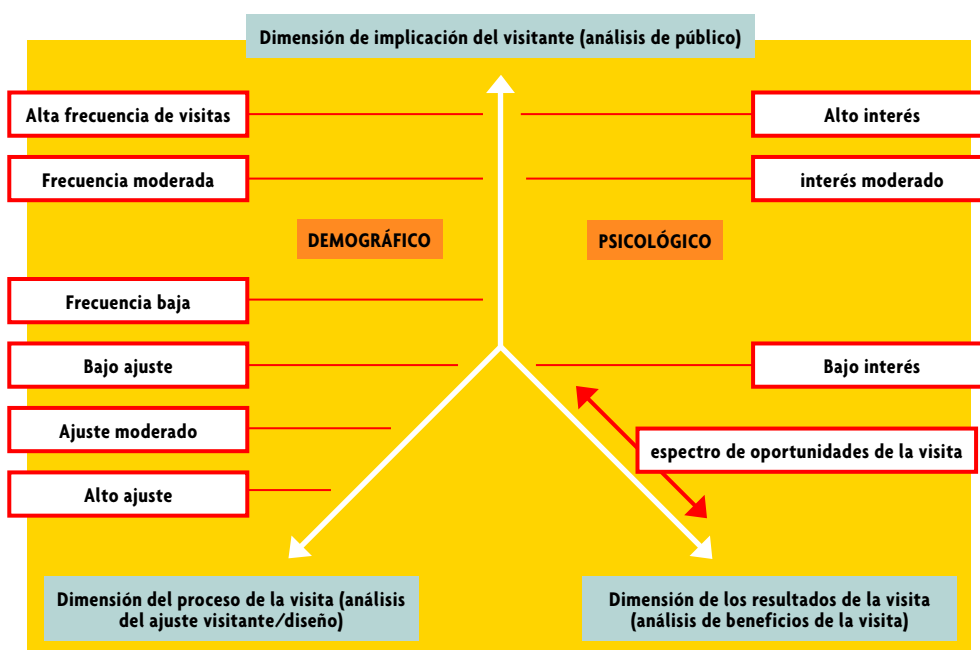 Dimensión de implicación del visitante (análisis de público)
Alta frecuencia de visitas
Alto interés
Frecuencia moderada
interés moderado
DEMOGRÁFICO
PSICOLÓGICO
Frecuencia baja
Bajo ajuste
Bajo interés
Ajuste moderado
espectro de oportunidades de la visita
Alto ajuste
Dimensión del proceso de la visita (análisis
del ajuste visitante/diseño)
Dimensión de los resultados de la visita
(análisis de beneficios de la visita)